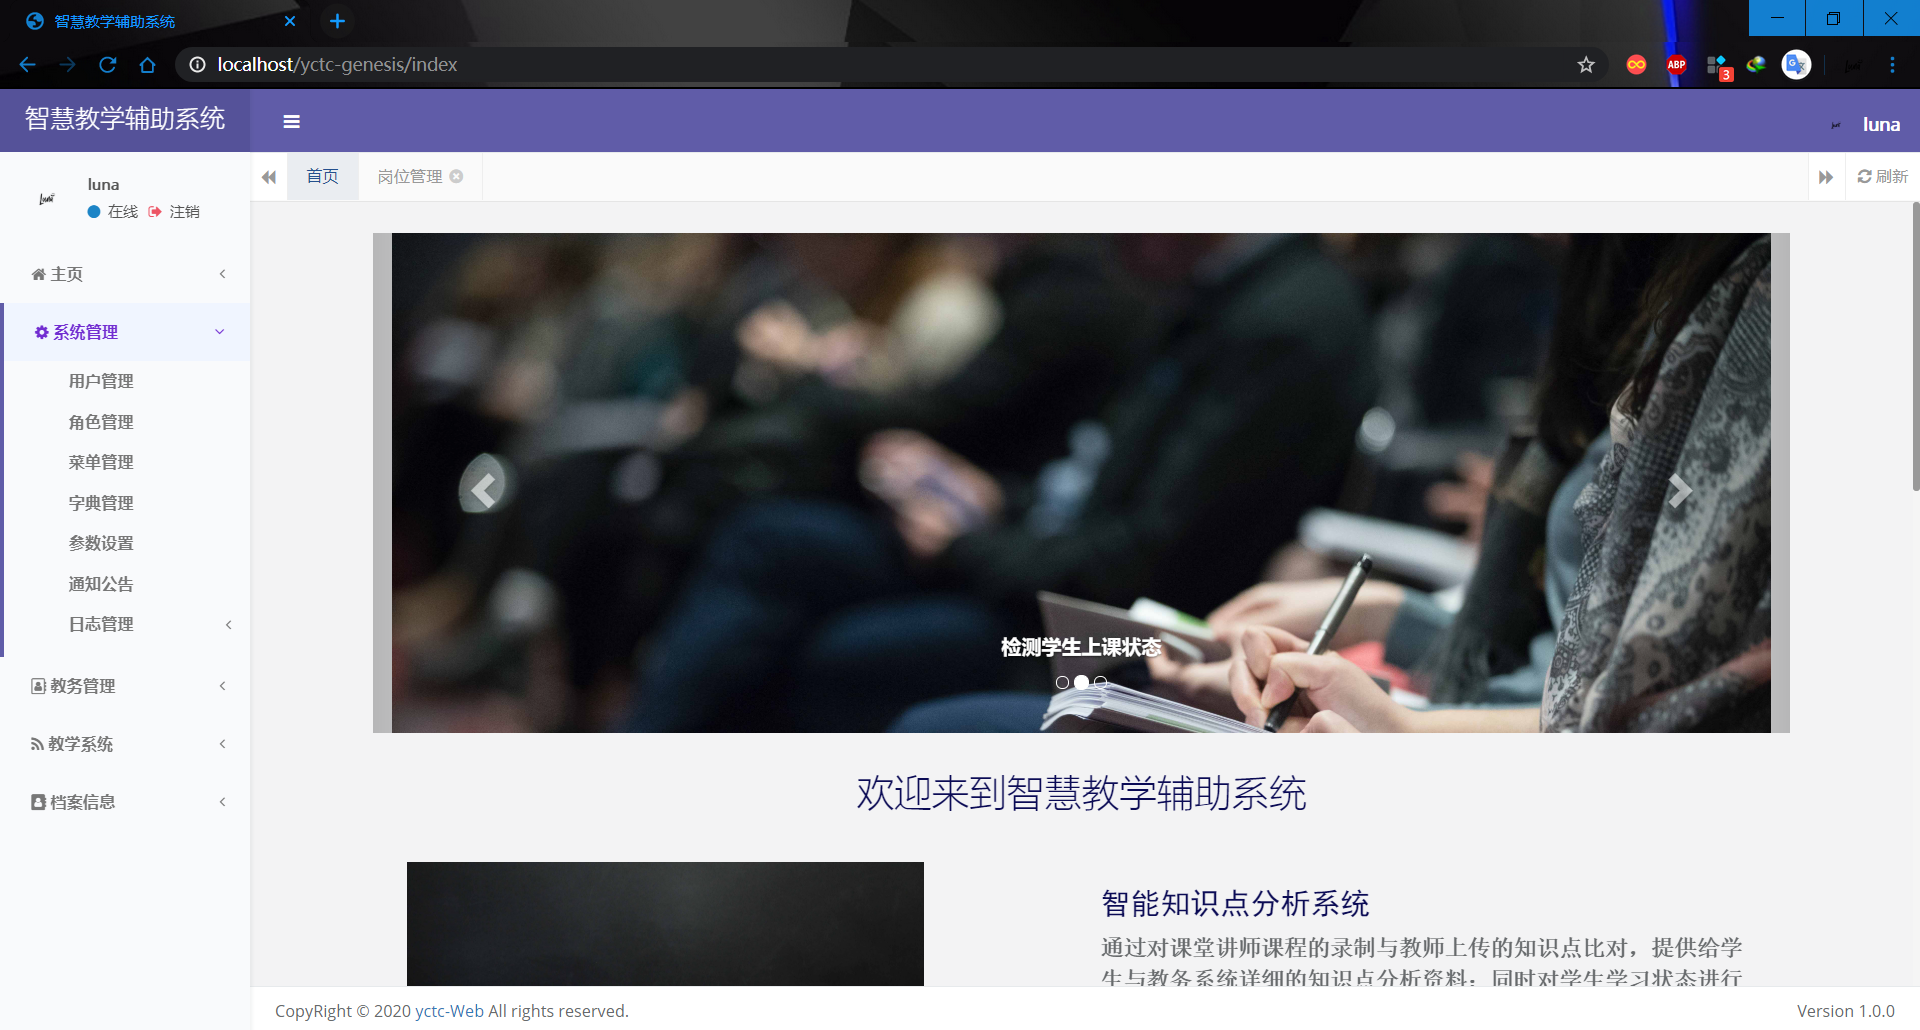 智慧教学辅助系统
localhost/yctc-genesis/index
ABP
3
智慧教学辅助系统
luna
首页
岗位管理
刷新
luna
在线 注销
主页
系统管理
用户管理
角色管理
菜单管理
字典管理
参数设置
通知公告
日志管理
教务管理
教学系统
档案信息
检测学生上课状态
欢迎来到智慧教学辅助系统
智能知识点分析系统
通过对课堂讲师课程的录制与教师上传的知识点比对，提供给学
生与教务系统详细的知识点分析资料；同时对学生学习状态进行
CopyRight © 2020 yctc-Web All rights reserved.
Version 1.0.0